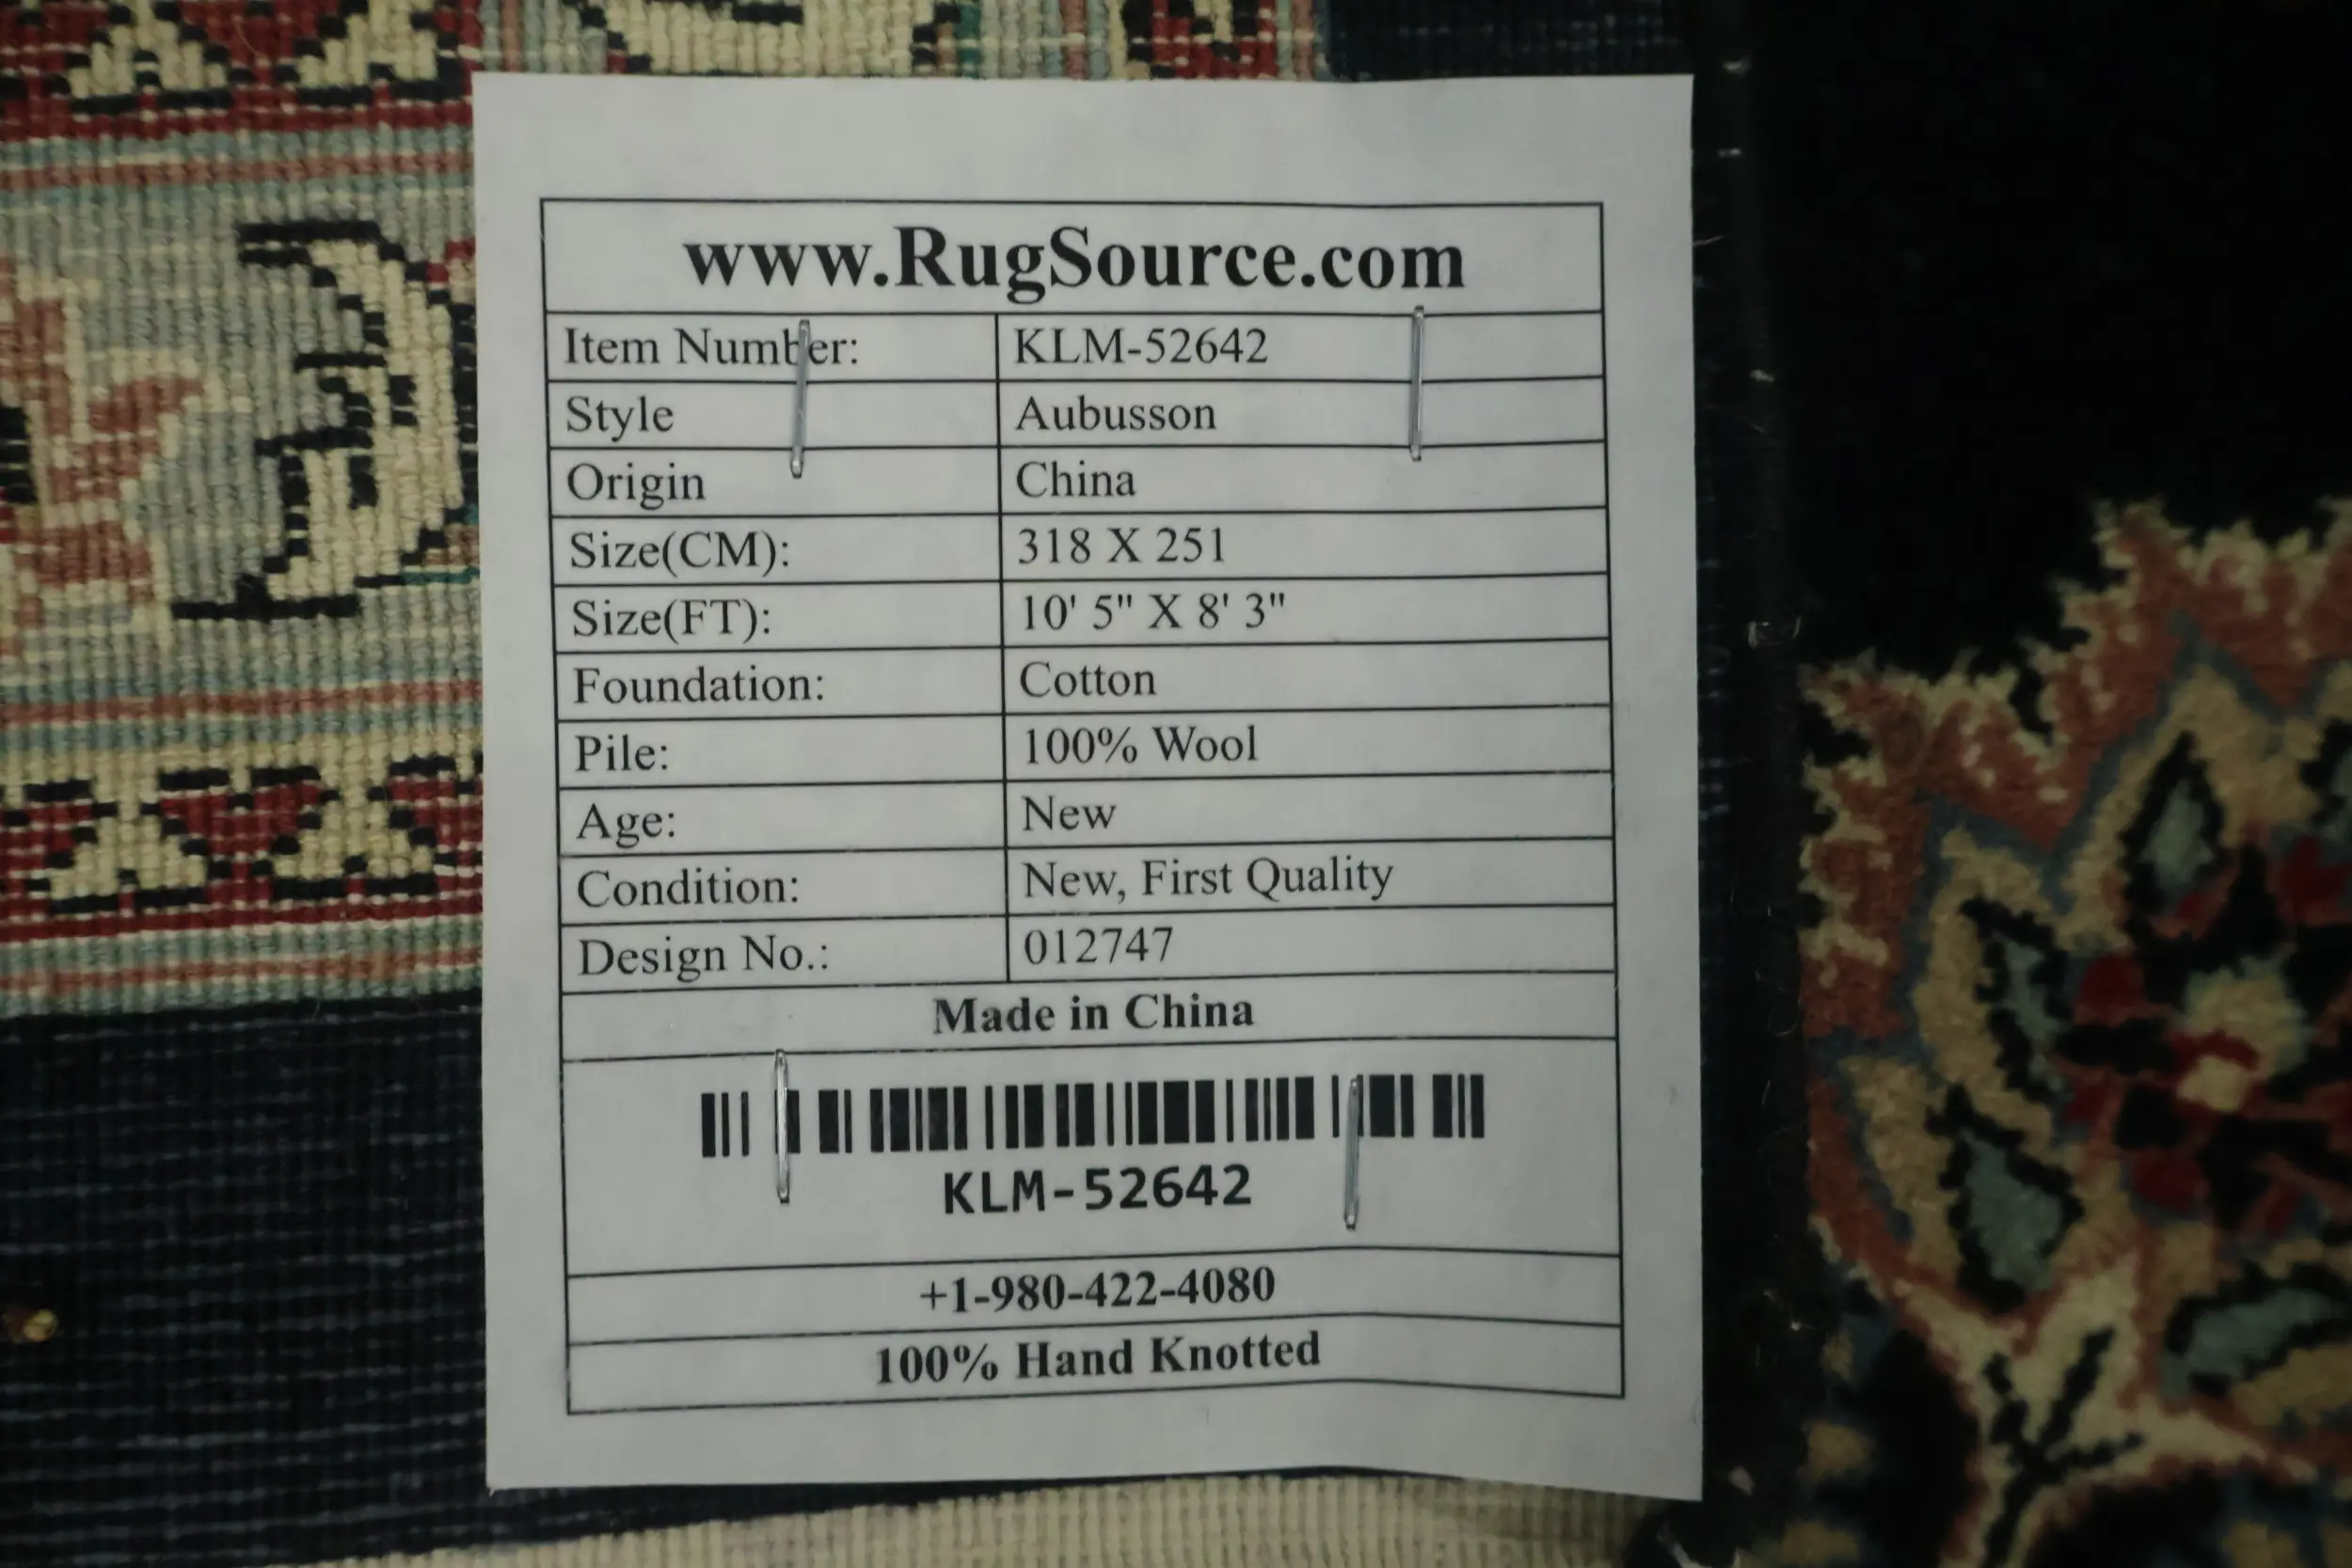 www.RugSource.com
Item Number: KLM-52642
Style Aubusson
Origin China
Size(CM): 318 X 251
Size(FT): 10' 5" X 8' 3"
Foundation: Cotton
Pile: 100% Wool
Age: New
Condition: New, First Quality
Design No.: 012747
Made in China
KLM-52642
+1-980-422-4080
100% Hand Knotted